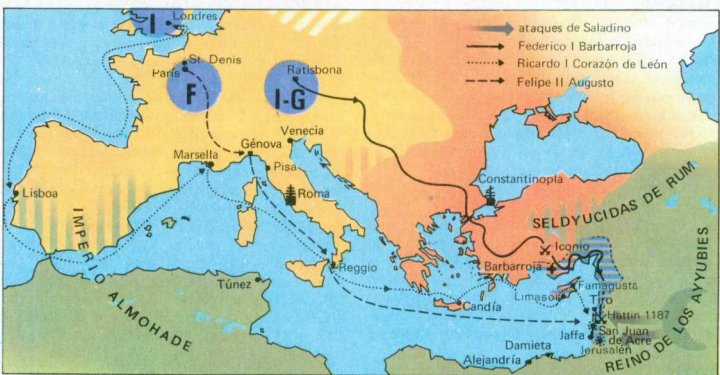 ataques de Saladino
Federico I Barbarroja
Ricardo I Corazón de León
Felipe II Augusto
I
Londres
St. Denis
París
F
Ratisbona
I-G
Venecia
Génova
Marsella
Pisa
Roma
Lisboa
Constantinopla
SELDYUCIDAS DE RUM
Iconio
Barbarroja
Reggio
Túnez
IMPERIO ALMOHADE
Candía
Limasol
Famagusta
Tiro
Hattin 1187
San Juan
de Acre
Jaffa
Jerusalén
Damieta
Alejandría
REINO DE LOS AYYUBIES